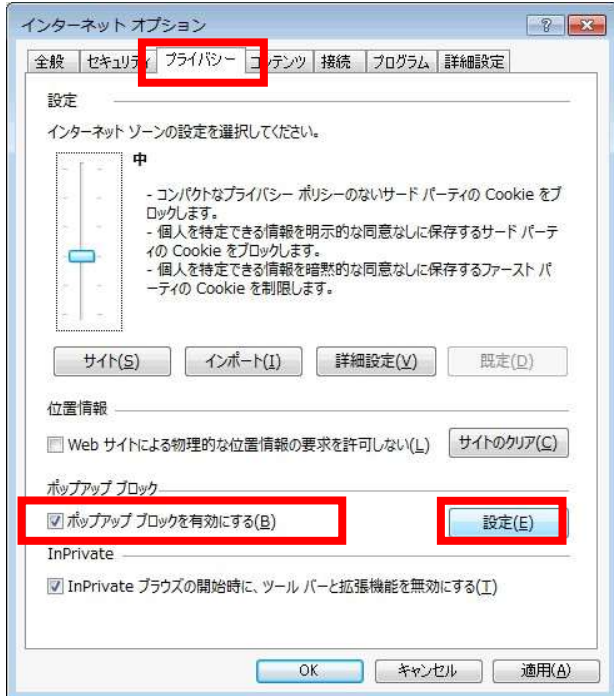 インターネット オプション
全般 セキュリティ プライバシー コンテンツ 接続 プログラム 詳細設定
設定
インターネット ゾーンの設定を選択してください。
中
- コンパクトなプライバシー ポリシーのないサード パーティの Cookie をブ
ロックします。
- 個人を特定できる情報を明示的な同意なしに保存するサード パーテ
ィの Cookie をブロックします。
- 個人を特定できる情報を暗黙的な同意なしに保存するファースト パ
ーティの Cookie を制限します。
サイト(S) インポート(I) 詳細設定(V) 既定(D)
位置情報
Web サイトによる物理的な位置情報の要求を許可しない(L) サイトのクリア(C)
ポップアップ ブロック
ポップアップ ブロックを有効にする(B) 設定(E)
InPrivate
InPrivate ブラウズの開始時に、ツール バーと拡張機能を無効にする(T)
OK キャンセル 適用(A)